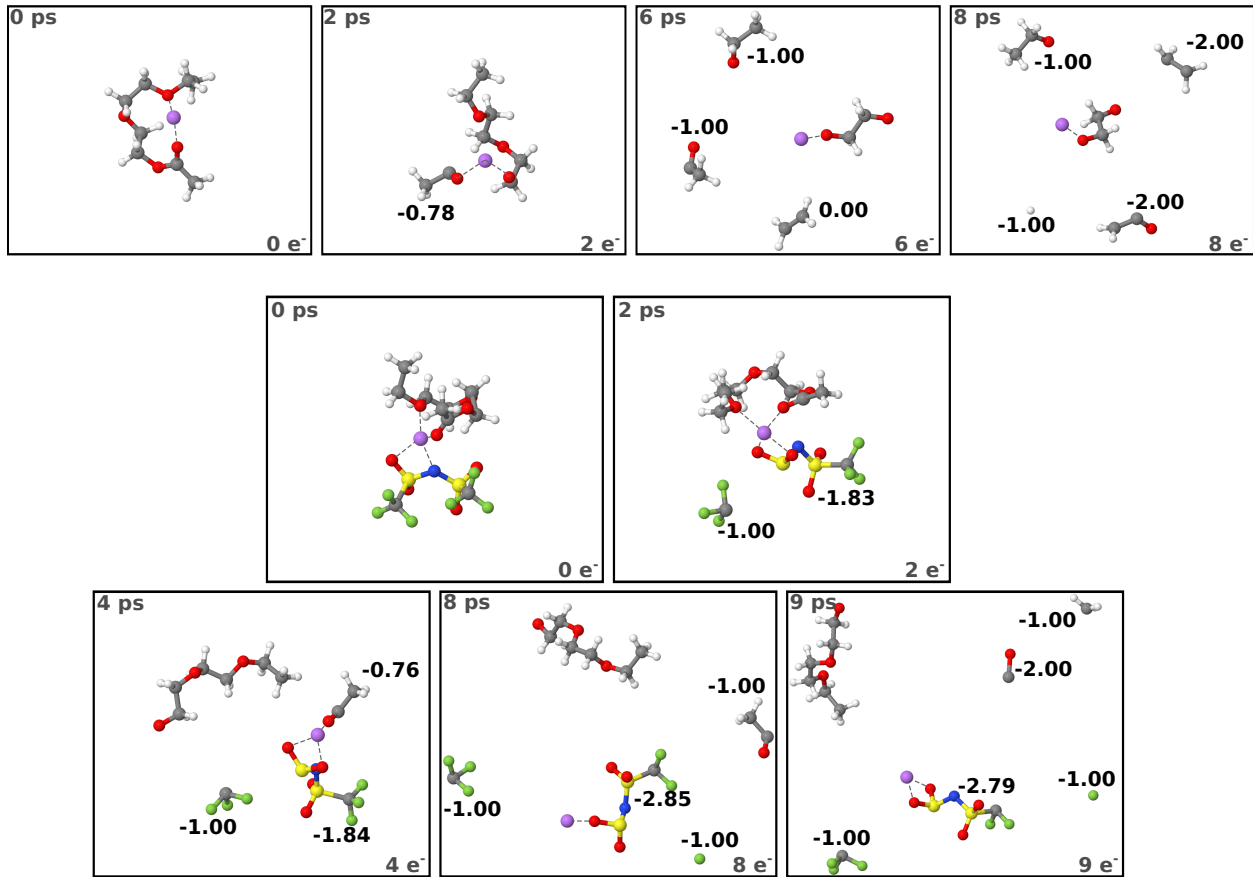 0 ps
0 e-
2 ps
-0.78
2 e-
6 ps
-1.00
-1.00
0.00
6 e-
8 ps
-2.00
-1.00
-1.00
-2.00
8 e-
0 ps
0 e-
2 ps
-1.83
-1.00
2 e-
4 ps
-0.76
-1.00
-1.84
4 e-
8 ps
-1.00
-1.00
-2.85
-1.00
8 e-
9 ps
-1.00
-2.00
-2.79
-1.00
-1.00
9 e-